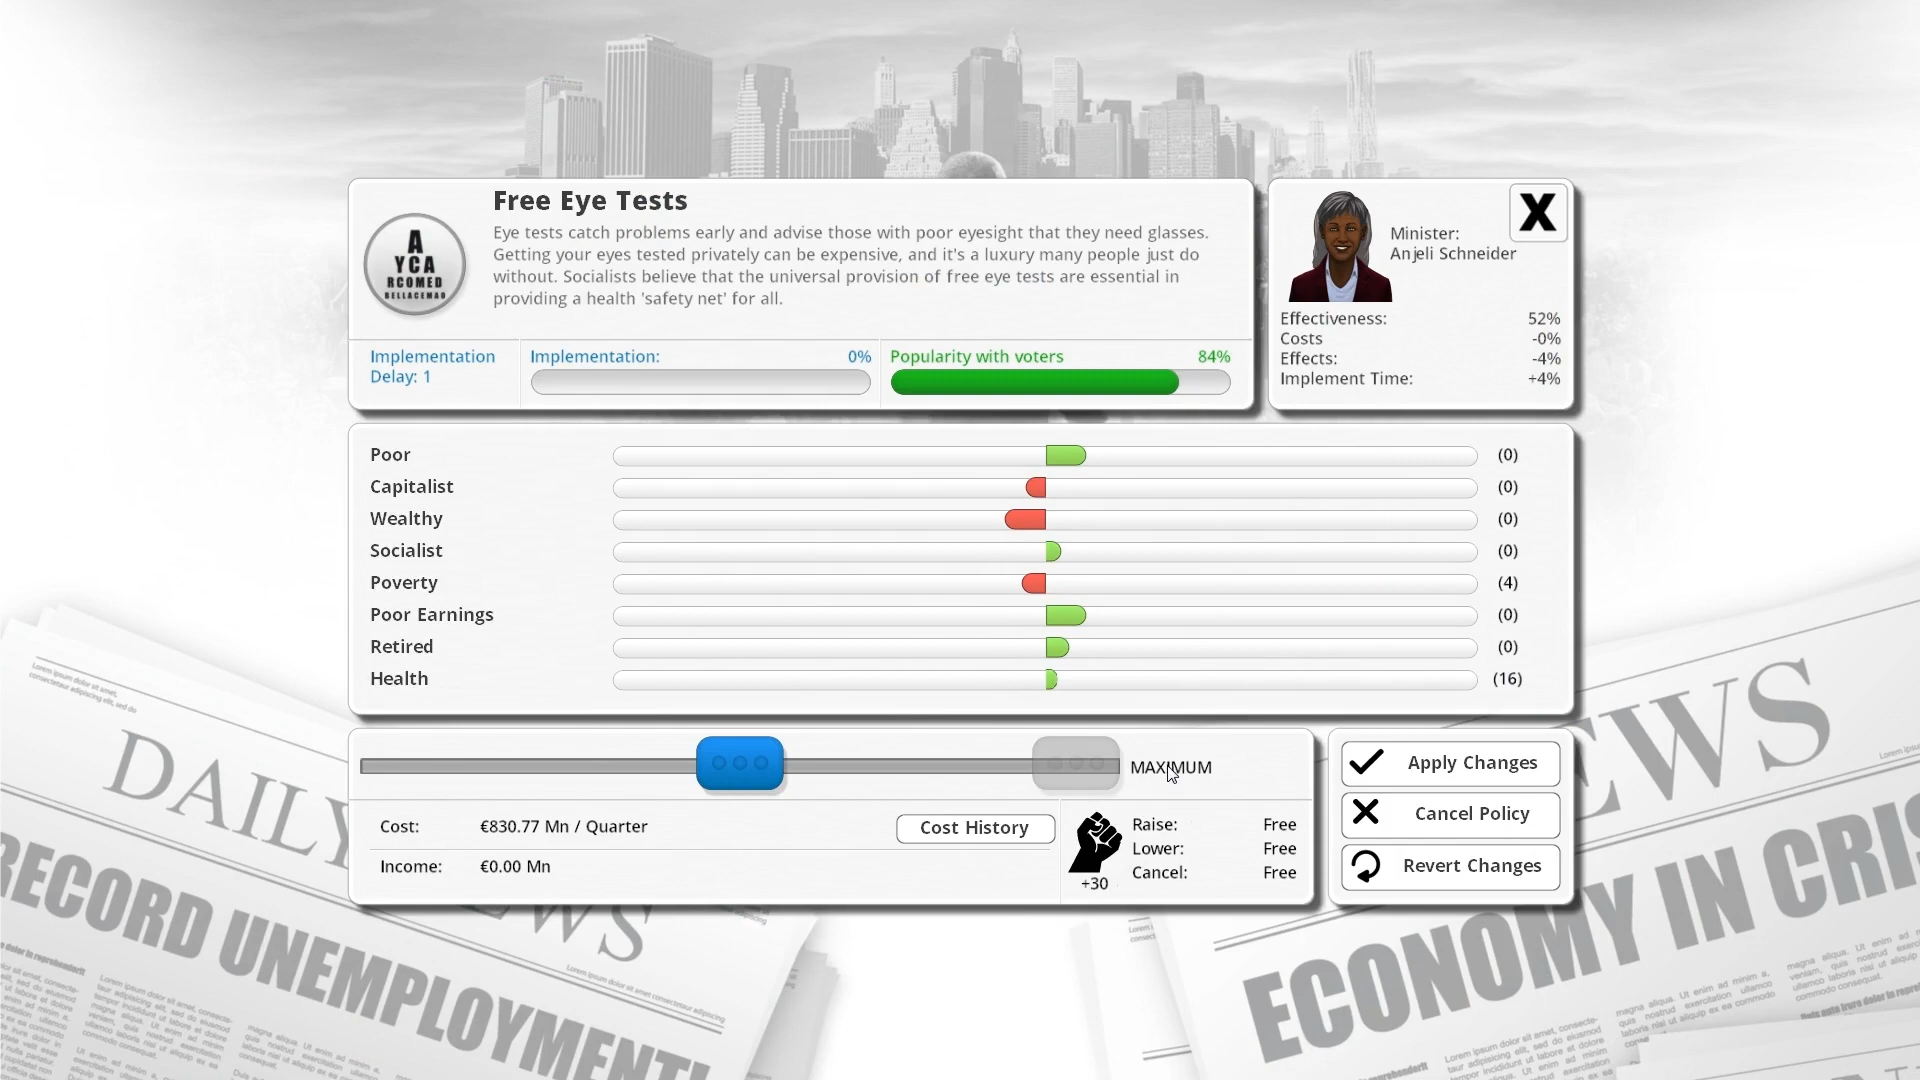 Free Eye Tests
Eye tests catch problems early and advise those with poor eyesight that they need glasses.
Getting your eyes tested privately can be expensive, and it's a luxury many people just do
without. Socialists believe that the universal provision of free eye tests are essential in
providing a health 'safety net' for all.
A
YCA
RCOMED
BELLACEMAD
Implementation
Delay: 1
Implementation: 0%
Popularity with voters 84%
X
Minister:
Anjeli Schneider
Effectiveness: 52%
Costs -0%
Effects: -4%
Implement Time: +4%
Poor (0)
Capitalist (0)
Wealthy (0)
Socialist (0)
Poverty (4)
Poor Earnings (0)
Retired (0)
Health (16)
MAXIMUM
Cost: €830.77 Mn / Quarter
Cost History
Income: €0.00 Mn
+30
Raise: Free
Lower: Free
Cancel: Free
Apply Changes
Cancel Policy
Revert Changes
DAILY
EWS
RECORD UNEMPLOYMENT!
ECONOMY IN CRIS